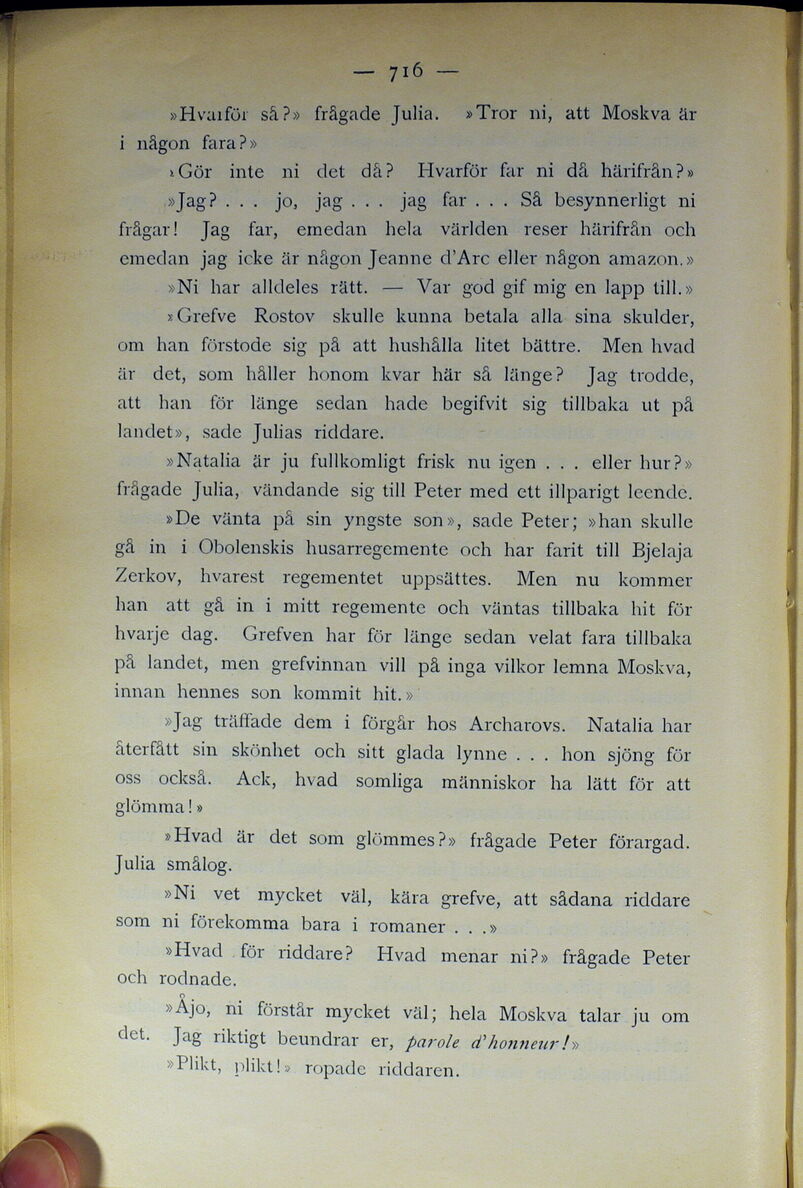 — 716 —
»Hvarför så?» frågade Julia. »Tror ni, att Moskva är
i någon fara?»
»Gör inte ni det då? Hvarför far ni då härifrån?»
»Jag? . . . jo, jag . . . jag far . . . Så besynnerligt ni
frågar! Jag far, emedan hela världen reser härifrån och
emedan jag icke är någon Jeanne d'Arc eller någon amazon.»
»Ni har alldeles rätt. — Var god gif mig en lapp till.»
»Grefve Rostov skulle kunna betala alla sina skulder,
om han förstode sig på att hushålla litet bättre. Men hvad
är det, som håller honom kvar här så länge? Jag trodde,
att han för länge sedan hade begifvit sig tillbaka ut på
landet», sade Julias riddare.
»Natalia är ju fullkomligt frisk nu igen . . . eller hur?»
frågade Julia, vändande sig till Peter med ett illparigt leende.
»De vänta på sin yngste son», sade Peter; »han skulle
gå in i Obolenskis husarregemente och har farit till Bjelaja
Zerkov, hvarest regementet uppsättes. Men nu kommer
han att gå in i mitt regemente och väntas tillbaka hit för
hvarje dag. Grefven har för länge sedan velat fara tillbaka
på landet, men grefvinnan vill på inga vilkor lemna Moskva,
innan hennes son kommit hit.»
»Jag träffade dem i förgår hos Archarovs. Natalia har
återfått sin skönhet och sitt glada lynne . . . hon sjöng för
oss också. Ack, hvad somliga människor ha lätt för att
glömma!»
»Hvad är det som glömmes?» frågade Peter förargad.
Julia smålog.
»Ni vet mycket väl, kära grefve, att sådana riddare
som ni förekomma bara i romaner . . .»
»Hvad för riddare? Hvad menar ni?» frågade Peter
och rodnade.
»Åjo, ni förstår mycket väl; hela Moskva talar ju om
det. Jag riktigt beundrar er, parole d'honneur!»
»Plikt, plikt!» ropade riddaren.